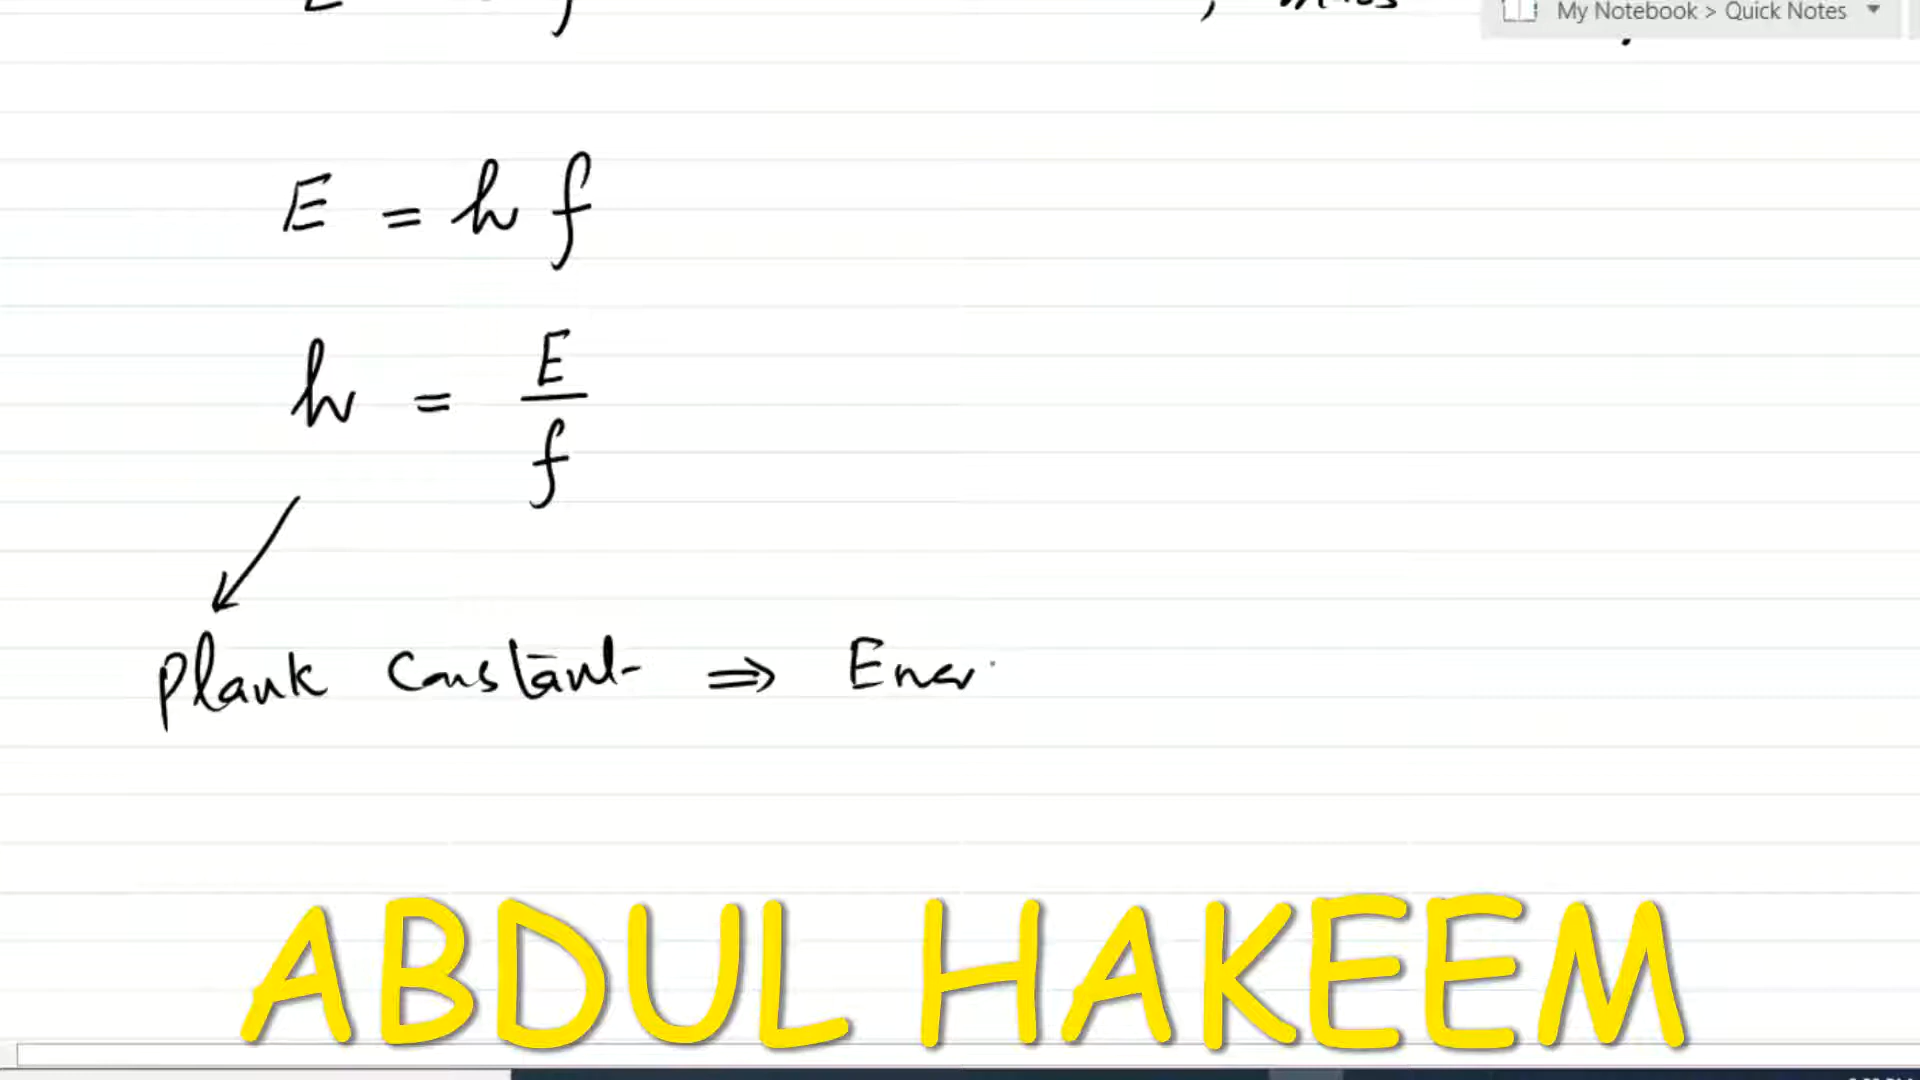 My Notebook > Quick Notes
E = h f
h = E
f
Plank Constant ⇒ Ener
ABDUL HAKEEM